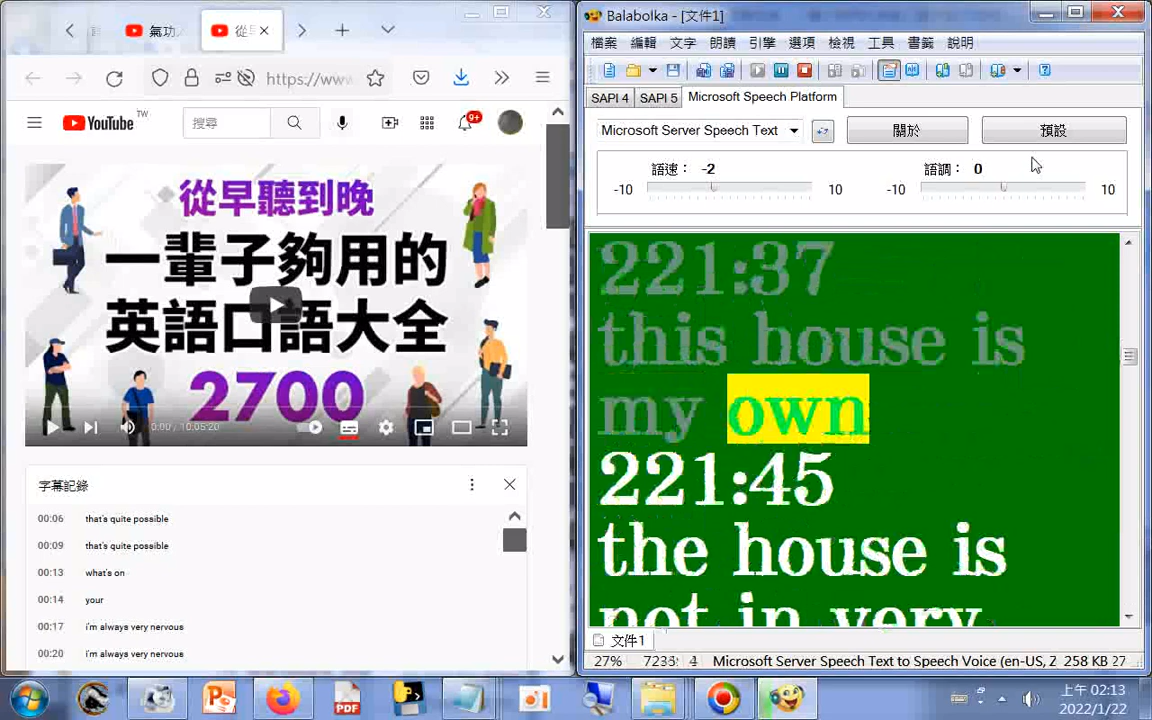 氣功
從
https://www
YouTube TW
搜尋
9+
從早聽到晚
一輩子夠用的
英語口語大全
2700
0:00 / 10:05:20
字幕記錄
00:06 that's quite possible
00:09 that's quite possible
00:13 what's on
00:14 your
00:17 i'm always very nervous
00:20 i'm always very nervous
Balabolka - [文件1]
檔案 編輯 文字 朗讀 引擎 選項 檢視 工具 書籤 說明
SAPI 4 SAPI 5 Microsoft Speech Platform
Microsoft Server Speech Text 關於 預設
語速： -2 語調： 0
-10 10 -10 10
221:37
this house is
my own
221:45
the house is
not in very
文件1
27% 7235 4 Microsoft Server Speech Text to Speech Voice (en-US, Z 258 KB 27
PDF
上午 02:13
2022/1/22